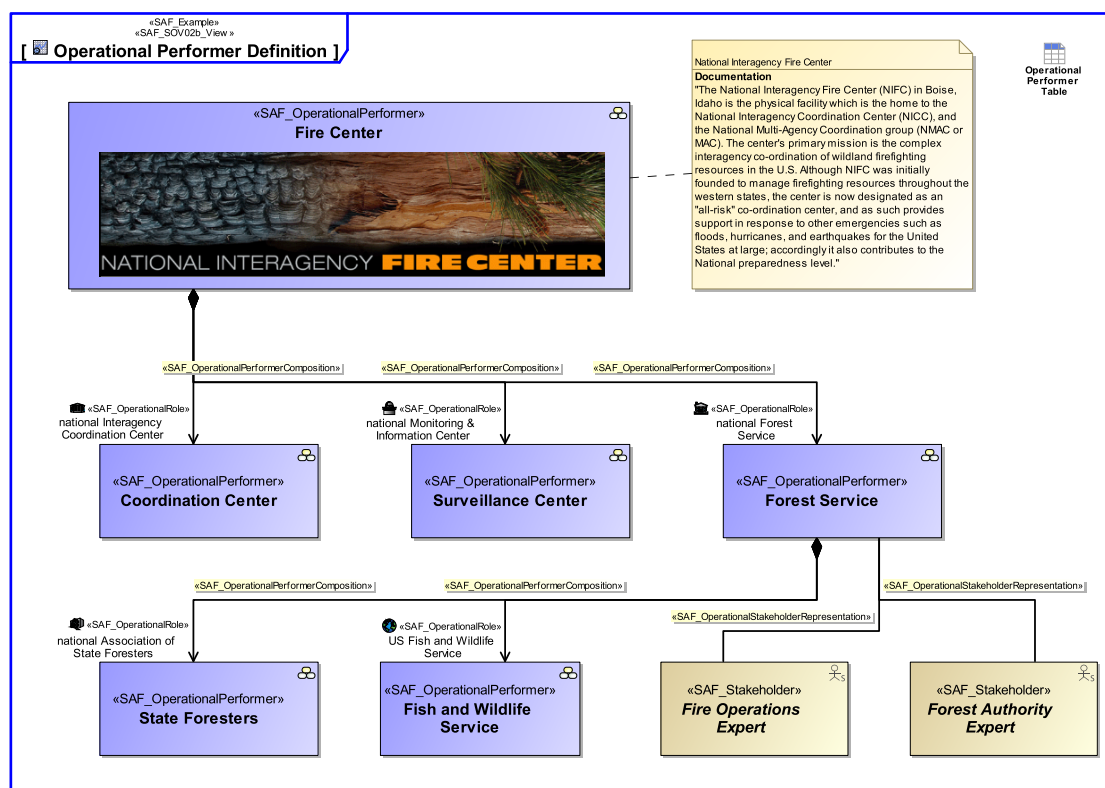 «SAF_Example»
«SAF_SOV02b_View »
[ Operational Performer Definition ]
National Interagency Fire Center
Documentation
"The National Interagency Fire Center (NIFC) in Boise,
Idaho is the physical facility which is the home to the
National Interagency Coordination Center (NICC), and
the National Multi-Agency Coordination group (NMAC or
MAC). The center's primary mission is the complex
interagency co-ordination of wildland firefighting
resources in the U.S. Although NIFC was initially
founded to manage firefighting resources throughout the
western states, the center is now designated as an
"all-risk" co-ordination center, and as such provides
support in response to other emergencies such as
floods, hurricanes, and earthquakes for the United
States at large; accordingly it also contributes to the
National preparedness level."
Operational
Performer
Table
«SAF_OperationalPerformer»
Fire Center
NATIONAL INTERAGENCY FIRE CENTER
«SAF_OperationalPerformerComposition»
«SAF_OperationalPerformerComposition»
«SAF_OperationalPerformerComposition»
«SAF_OperationalRole»
national Interagency
Coordination Center
«SAF_OperationalRole»
national Monitoring &
Information Center
«SAF_OperationalRole»
national Forest
Service
«SAF_OperationalPerformer»
Coordination Center
«SAF_OperationalPerformer»
Surveillance Center
«SAF_OperationalPerformer»
Forest Service
«SAF_OperationalPerformerComposition»
«SAF_OperationalPerformerComposition»
«SAF_OperationalStakeholderRepresentation»
«SAF_OperationalStakeholderRepresentation»
«SAF_OperationalRole»
national Association of
State Foresters
«SAF_OperationalRole»
US Fish and Wildlife
Service
«SAF_OperationalPerformer»
State Foresters
«SAF_OperationalPerformer»
Fish and Wildlife
Service
«SAF_Stakeholder»
Fire Operations
Expert
S
«SAF_Stakeholder»
Forest Authority
Expert
S